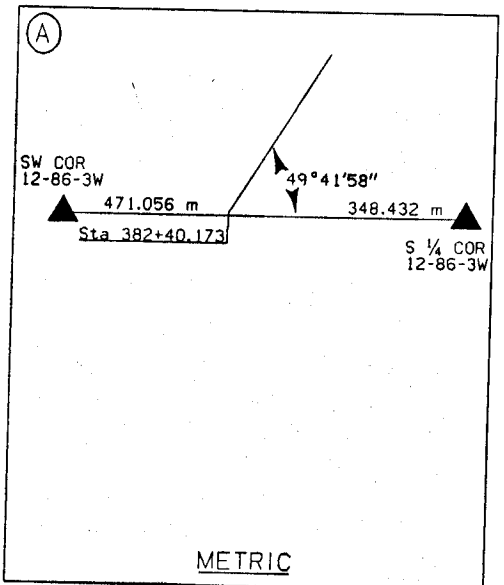 A
SW COR
12-86-3W
471.056 m
49°41'58"
348.432 m
Sta 382+40.173
S ¼ COR
12-86-3W
METRIC